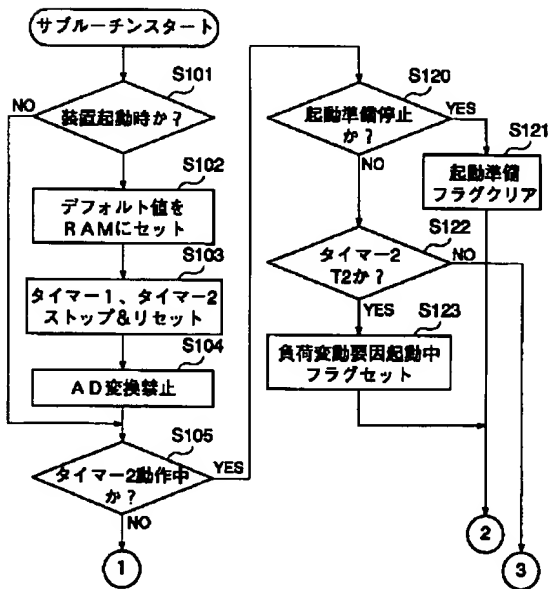 サブルーチンスタート
S101
NO
装置起動時か？
S102
デフォルト値を
RAMにセット
S103
タイマー１、タイマー２
ストップ＆リセット
S104
ＡＤ変換禁止
S105
タイマー２動作中
か？
YES
NO
1
S120
起動準備停止
か？
YES
NO
S121
起動準備
フラグクリア
S122
タイマー２
T2か？
NO
YES
S123
負荷変動要因起動中
フラグセット
2
3